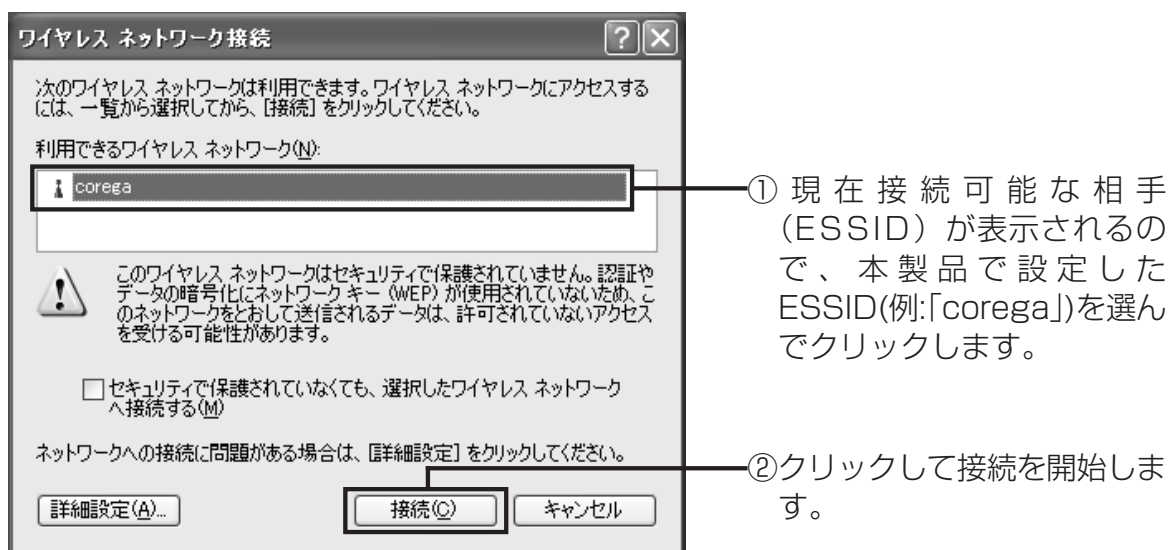 ワイヤレス ネットワーク接続
次のワイヤレス ネットワークは利用できます。ワイヤレス ネットワークにアクセスする
には、一覧から選択してから、[接続] をクリックしてください。
利用できるワイヤレス ネットワーク(N):
corega
このワイヤレス ネットワークはセキュリティで保護されていません。認証や
データの暗号化にネットワーク キー (WEP) が使用されていないため、こ
のネットワークをとおして送信されるデータは、許可されていないアクセス
を受ける可能性があります。
セキュリティで保護されていなくても、選択したワイヤレス ネットワーク
へ接続する(M)
ネットワークへの接続に問題がある場合は、[詳細設定] をクリックしてください。
詳細設定(A)...
接続(C)
キャンセル
①現在接続可能な相手
(ESSID)が表示されるの
で、本製品で設定した
ESSID(例:「corega」)を選ん
でクリックします。
②クリックして接続を開始しま
す。